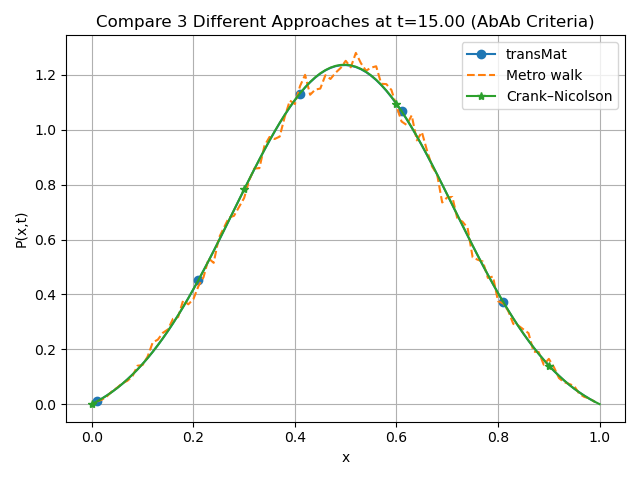 Compare 3 Different Approaches at t=15.00 (AbAb Criteria)
transMat
Metro walk
Crank–Nicolson
P(x,t)
1.2
1.0
0.8
0.6
0.4
0.2
0.0
0.0 0.2 0.4 0.6 0.8 1.0
x